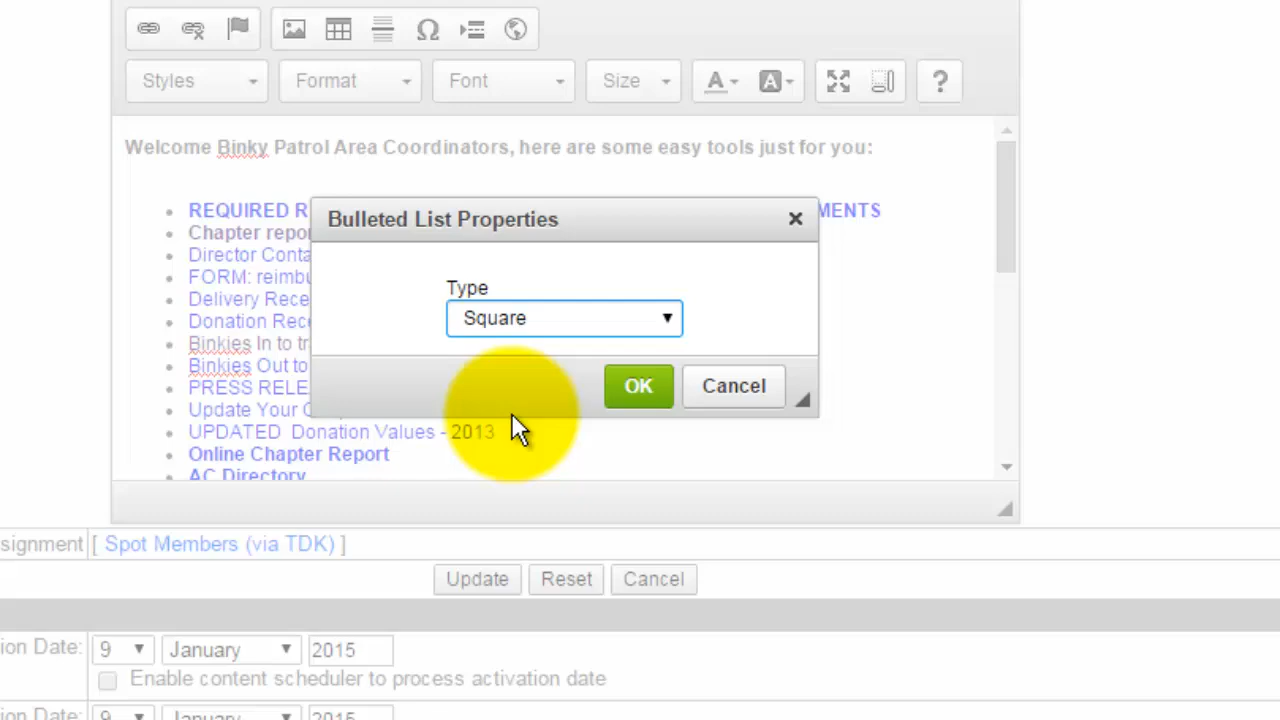 Styles Format Font Size A A ?
Welcome Binky Patrol Area Coordinators, here are some easy tools just for you:
REQUIRED R MENTS
Bulleted List Properties
Chapter repor
Director Conta
FORM: reimbu
Type
Delivery Rece
Square
Donation Rece
Binkies In to tr
Binkies Out to
PRESS RELE
OK Cancel
Update Your C
UPDATED Donation Values - 2013
Online Chapter Report
AC Directory
signment [ Spot Members (via TDK) ]
Update Reset Cancel
ion Date: 9 January 2015
Enable content scheduler to process activation date
ion Date: 9 January 2015